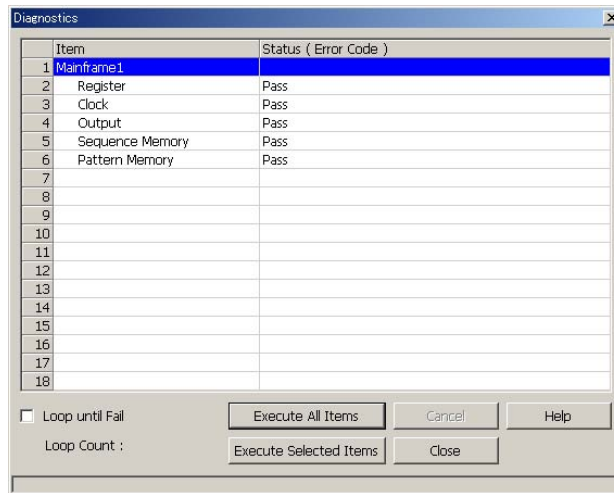 Diagnostics
Item Status ( Error Code )
1 Mainframe1
2 Register Pass
3 Clock Pass
4 Output Pass
5 Sequence Memory Pass
6 Pattern Memory Pass
7
8
9
10
11
12
13
14
15
16
17
18
Loop until Fail Execute All Items Cancel Help
Loop Count : Execute Selected Items Close